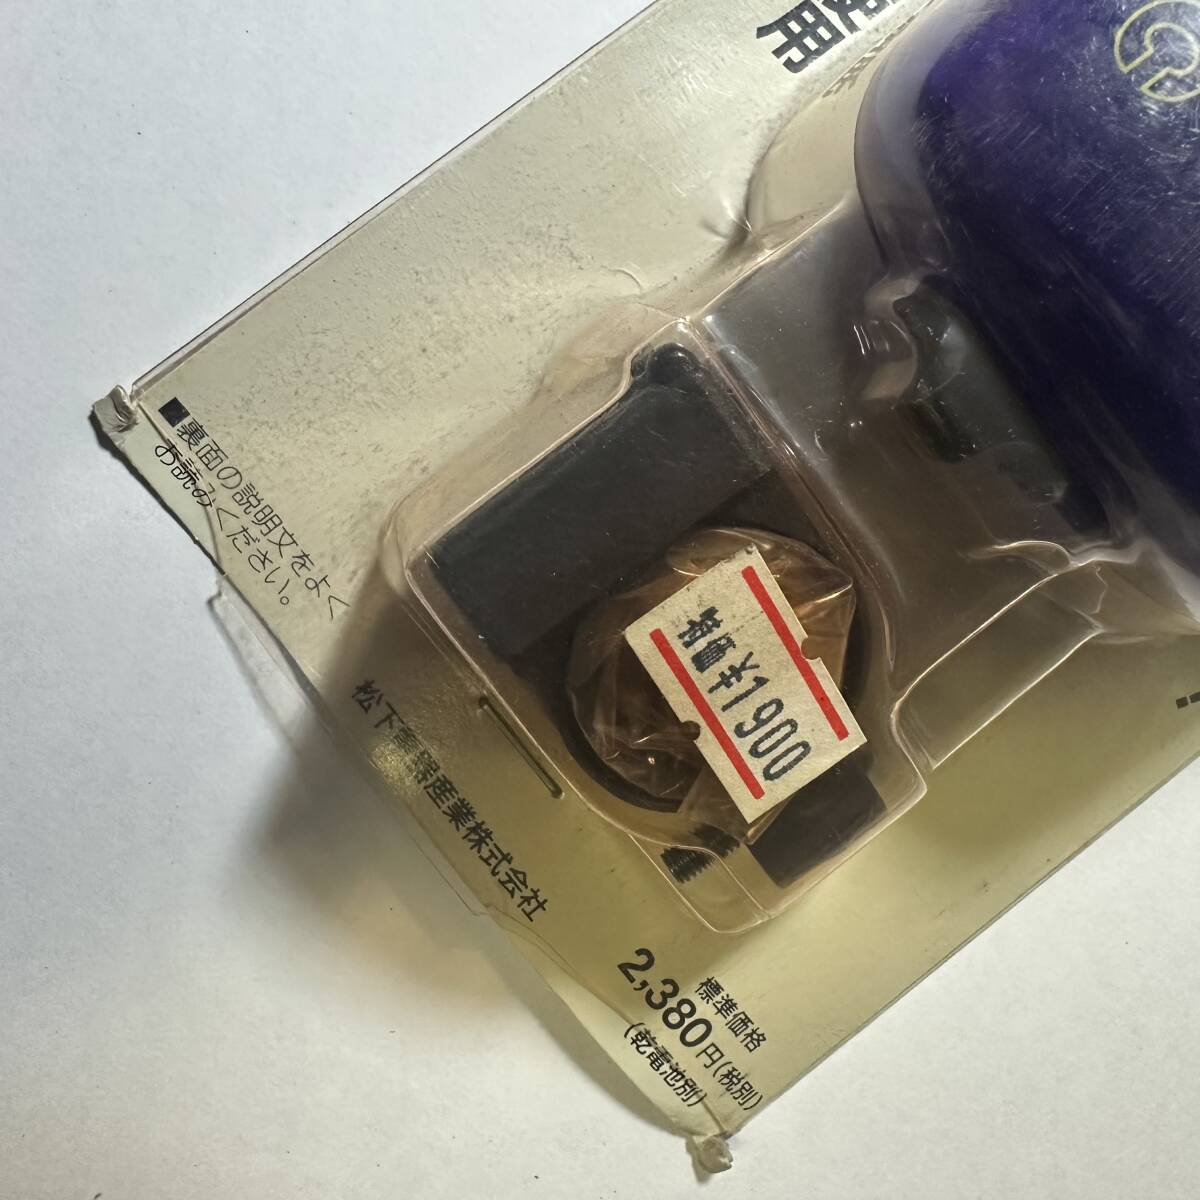 使用
■裏面の説明文をよく
お読みください。
松下電器産業株式会社
特価¥1900
標準価格
2,380円(税別)
(乾電池別)